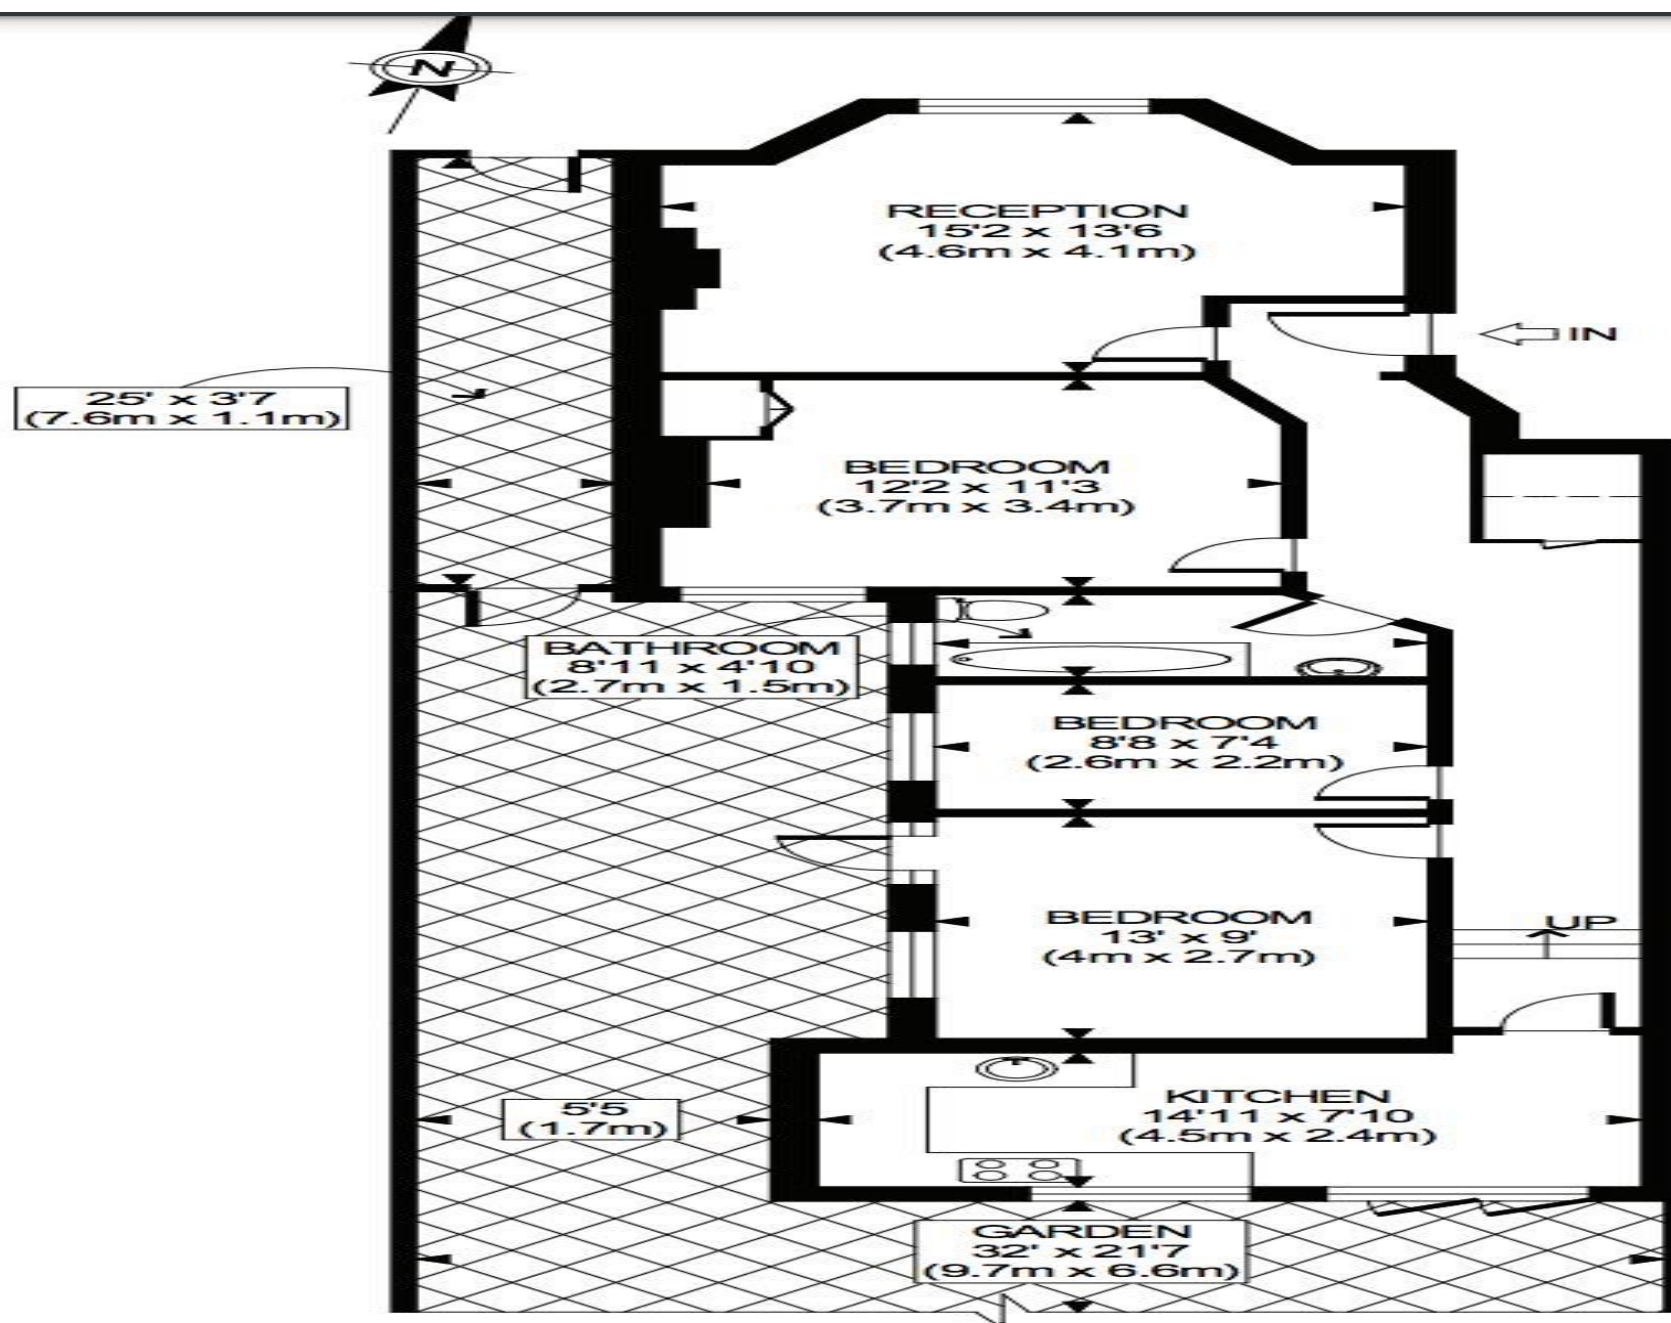 N
RECEPTION
15'2 x 13'6
(4.6m x 4.1m)
IN
25' x 3'7
(7.6m x 1.1m)
BEDROOM
12'2 x 11'3
(3.7m x 3.4m)
BATHROOM
8'11 x 4'10
(2.7m x 1.5m)
BEDROOM
8'8 x 7'4
(2.6m x 2.2m)
BEDROOM
13' x 9'
(4m x 2.7m)
UP
KITCHEN
14'11 x 7'10
(4.5m x 2.4m)
5'5
(1.7m)
GARDEN
32' x 21'7
(9.7m x 6.6m)